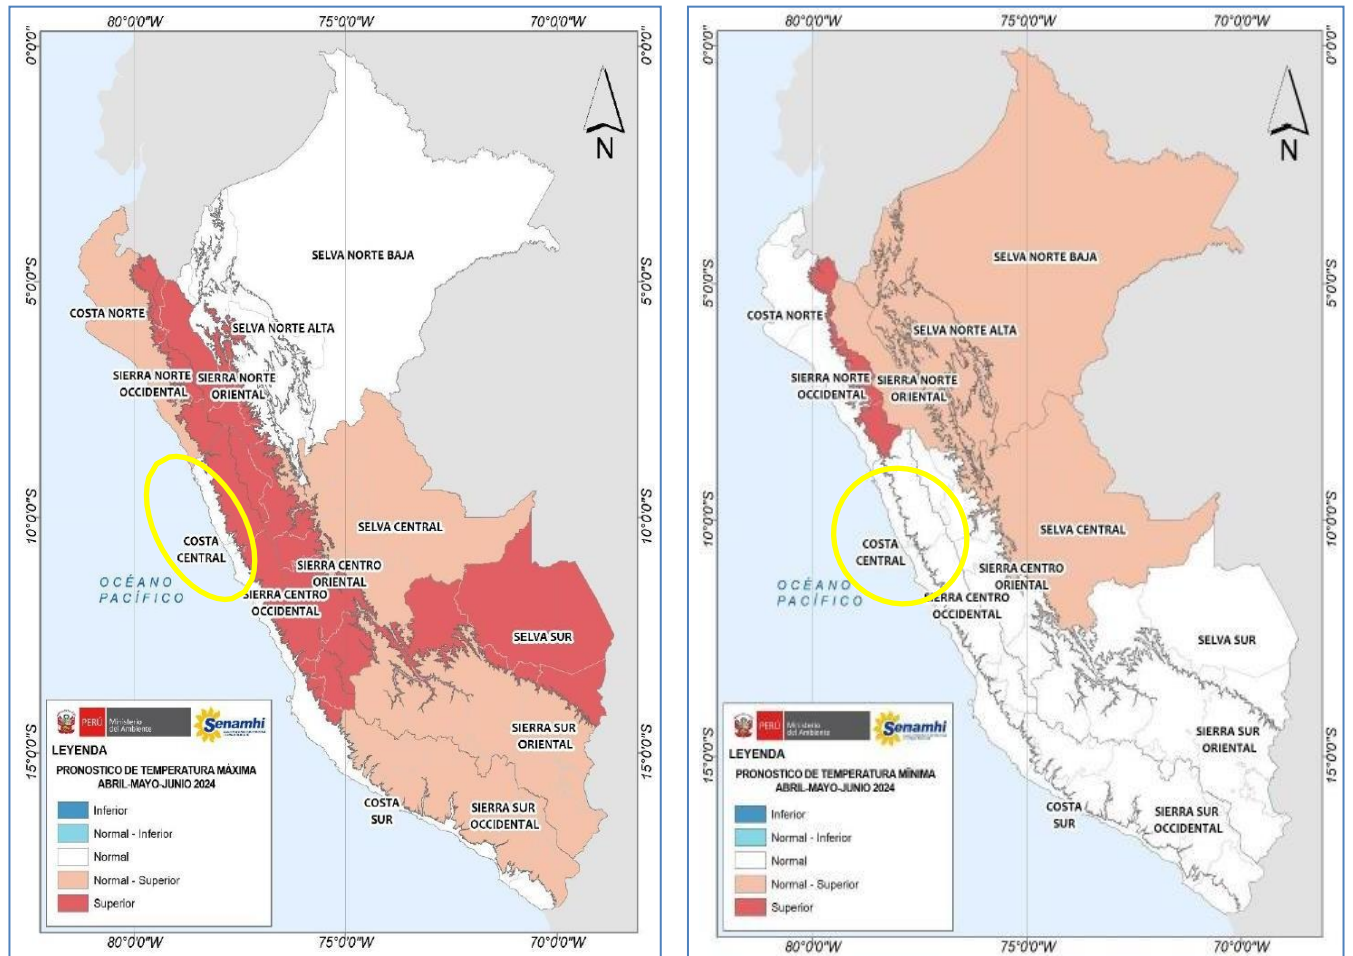 80°0'0"W
75°0'0"W
70°0'0"W
0°0'0"S
0°0'0"S
N
SELVA NORTE BAJA
5°0'0"S
5°0'0"S
COSTA NORTE
SELVA NORTE ALTA
SIERRA NORTE
OCCIDENTAL
SIERRA NORTE
ORIENTAL
10°0'0"S
10°0'0"S
SELVA CENTRAL
COSTA
CENTRAL
SIERRA CENTRO
ORIENTAL
OCÉANO
PACÍFICO
SIERRA CENTRO
OCCIDENTAL
SELVA SUR
SIERRA SUR
ORIENTAL
15°0'0"S
15°0'0"S
COSTA
SUR
SIERRA SUR
OCCIDENTAL
PERÚ
Ministerio
del Ambiente
Senamhi
LEYENDA
PRONOSTICO DE TEMPERATURA MÁXIMA
ABRIL-MAYO-JUNIO 2024
Inferior
Normal - Inferior
Normal
Normal - Superior
Superior
80°0'0"W
75°0'0"W
70°0'0"W
80°0'0"W
75°0'0"W
70°0'0"W
0°0'0"S
0°0'0"S
N
SELVA NORTE BAJA
5°0'0"S
5°0'0"S
COSTA NORTE
SELVA NORTE ALTA
SIERRA NORTE
OCCIDENTAL
SIERRA NORTE
ORIENTAL
10°0'0"S
10°0'0"S
SELVA CENTRAL
COSTA
CENTRAL
SIERRA CENTRO
ORIENTAL
OCÉANO
PACÍFICO
SIERRA CENTRO
OCCIDENTAL
SELVA SUR
SIERRA SUR
ORIENTAL
15°0'0"S
15°0'0"S
COSTA
SUR
SIERRA SUR
OCCIDENTAL
PERÚ
Ministerio
del Ambiente
Senamhi
LEYENDA
PRONOSTICO DE TEMPERATURA MÍNIMA
ABRIL-MAYO-JUNIO 2024
Inferior
Normal - Inferior
Normal
Normal - Superior
Superior
80°0'0"W
75°0'0"W
70°0'0"W